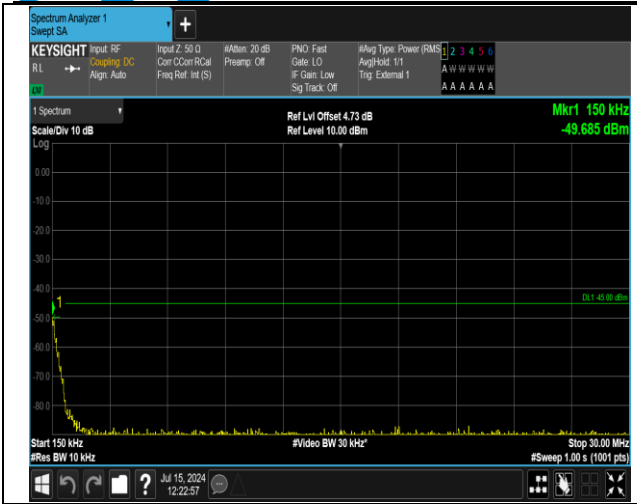 Spectrum Analyzer 1
Swept SA
+
KEYSIGHT Input: RF Input Z: 50 Ω #Atten: 20 dB PNO: Fast #Avg Type: Power (RMS 1 2 3 4 5 6
RL Coupling: DC Corr CCorr RCal Preamp: Off Gate: LO Avg|Hold: 1/1 A W W W W W
Align: Auto Freq Ref: Int (S) IF Gain: Low Trig: External 1
LXI Sig Track: Off A A A A A A
1 Spectrum Ref Lvl Offset 4.73 dB Mkr1 150 kHz
Scale/Div 10 dB Ref Level 10.00 dBm -49.685 dBm
Log
0.00
-10.0
-20.0
-30.0
-40.0
1
DL1 -45.00 dBm
-50.0
-60.0
-70.0
-80.0
Start 150 kHz #Video BW 30 kHz* Stop 30.00 MHz
#Res BW 10 kHz #Sweep 1.00 s (1001 pts)
? Jul 15, 2024
12:22:57